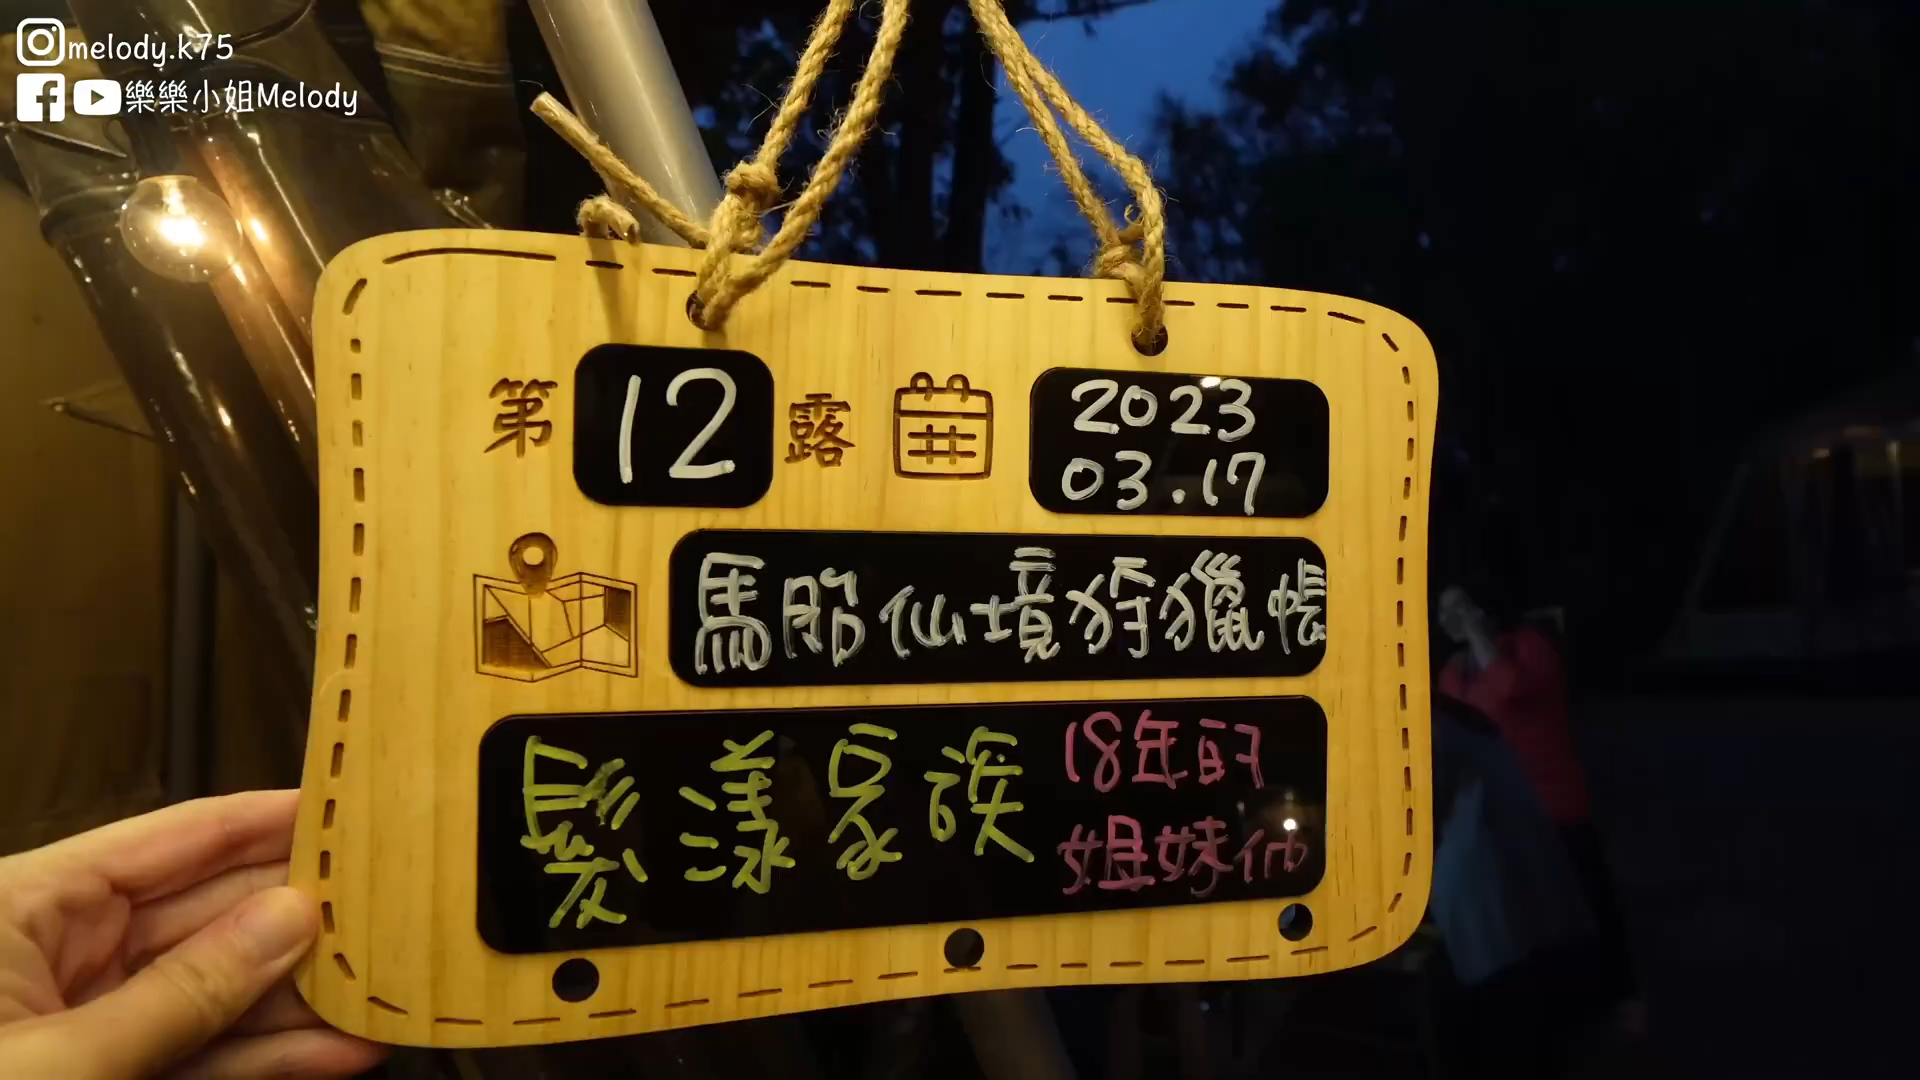 melody.k75
樂樂小姐Melody
第 12 露 2023
03.17
馬那仙境狩獵帳
髮漾家族 18年的
姐妹仙